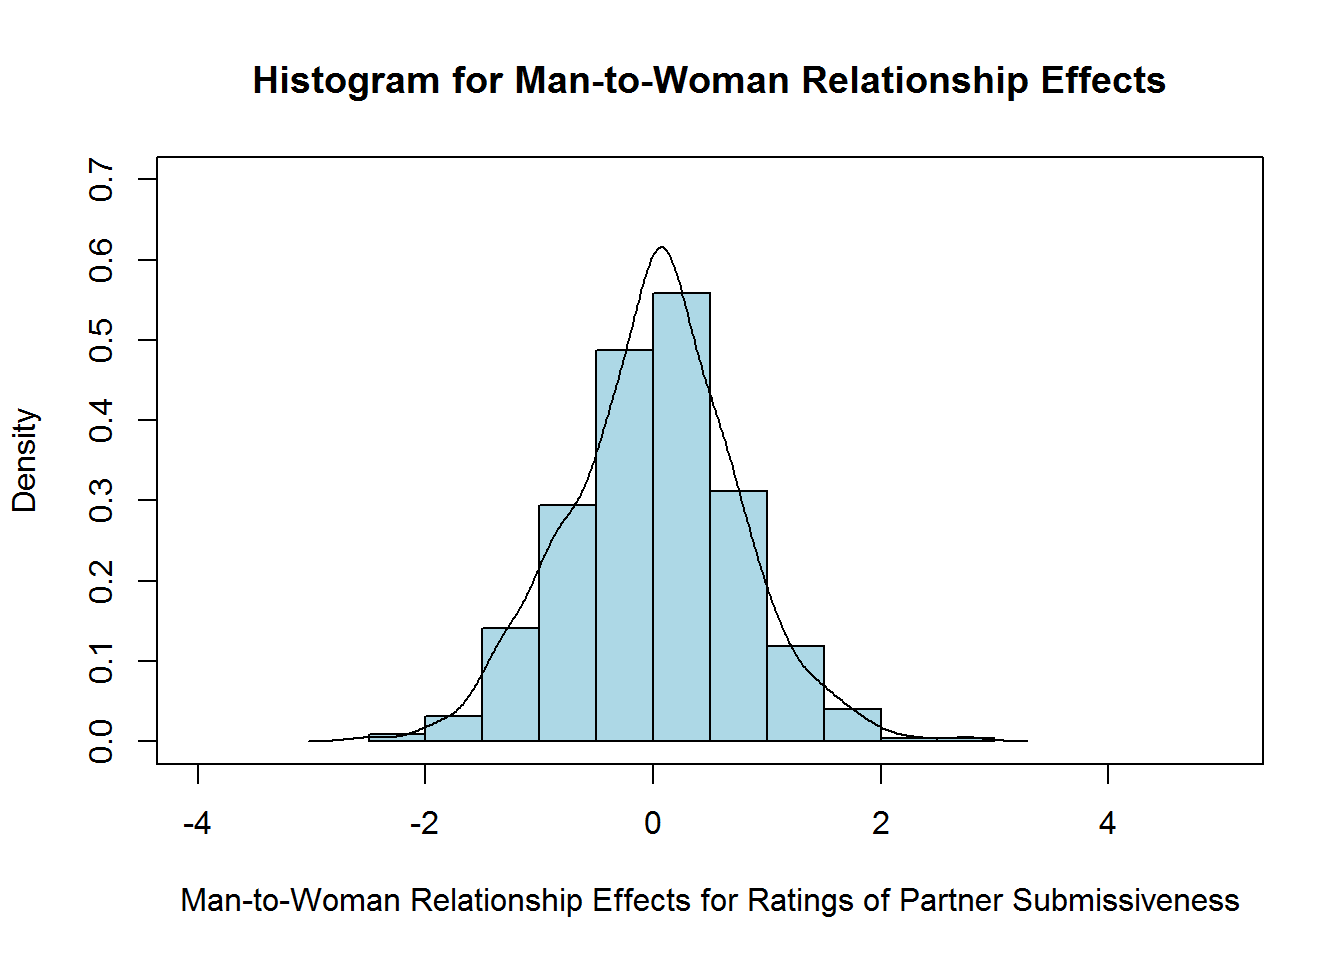 Histogram for Man-to-Woman Relationship Effects
0.7
0.6
0.5
0.4
0.3
0.2
0.1
0.0
Density
-4 -2 0 2 4
Man-to-Woman Relationship Effects for Ratings of Partner Submissiveness